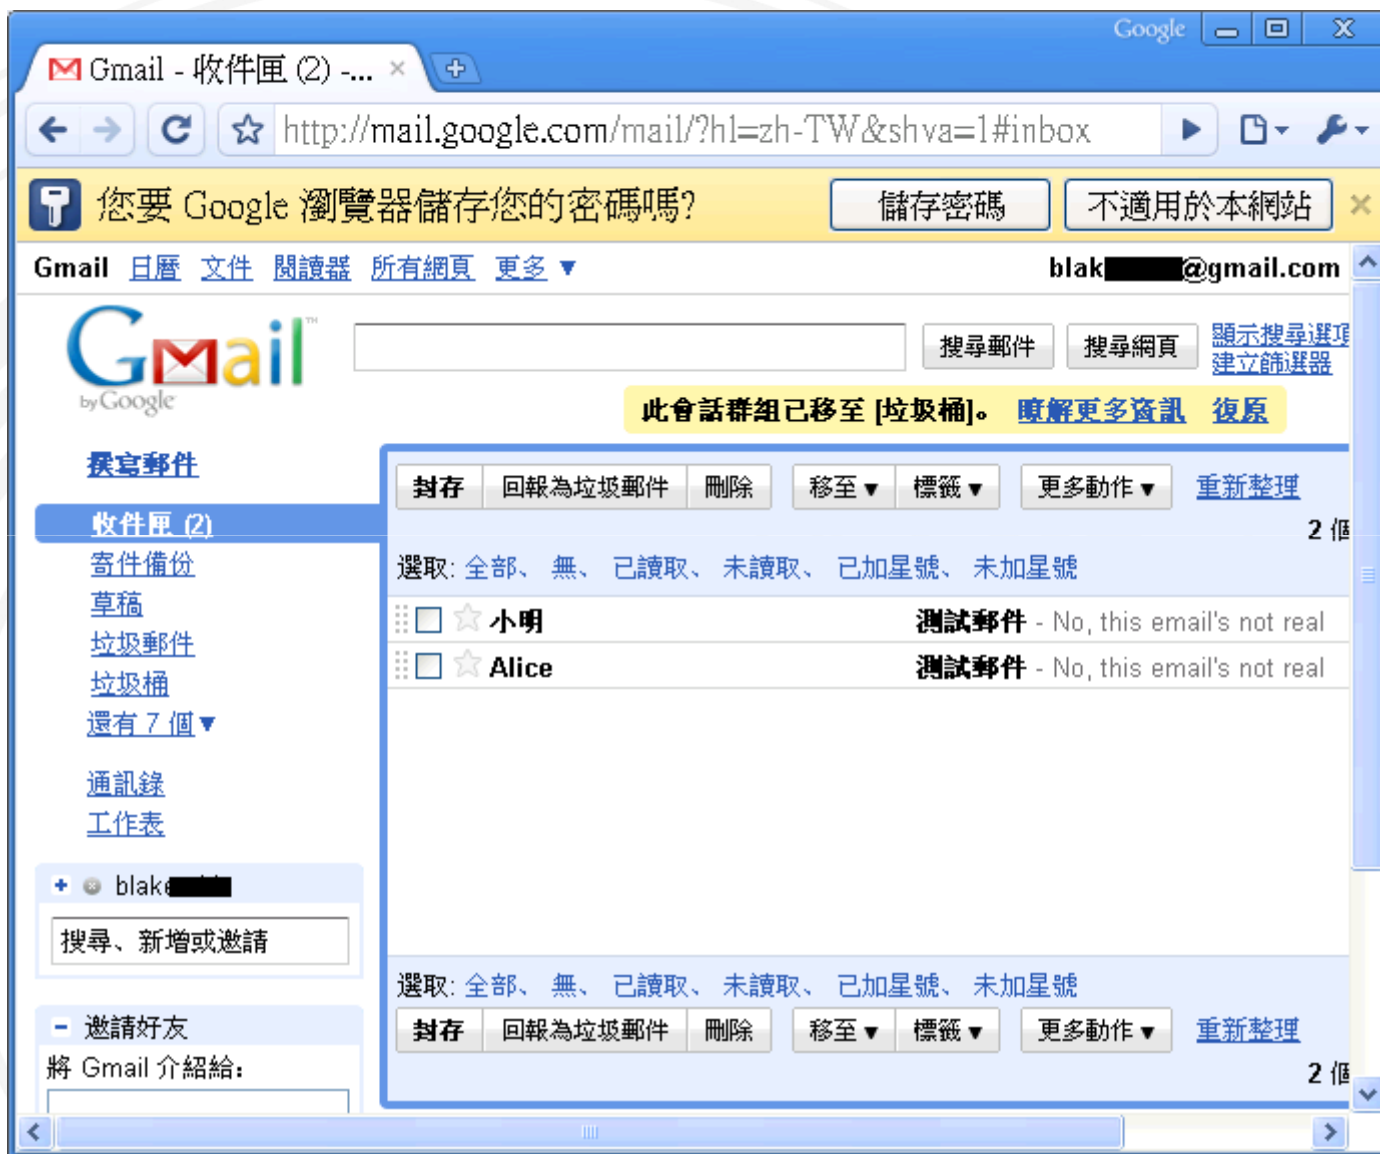 Google
Gmail - 收件匣 (2) -...
http://mail.google.com/mail/?hl=zh-TW&shva=1#inbox
您要 Google 瀏覽器儲存您的密碼嗎? 儲存密碼 不適用於本網站
Gmail 日曆 文件 閱讀器 所有網頁 更多 ▼ blak @gmail.com
Gmail™ by Google
搜尋郵件 搜尋網頁 顯示搜尋選項
建立篩選器
此會話群組已移至 [垃圾桶]。 瞭解更多資訊 復原
撰寫郵件
收件匣 (2)
寄件備份
草稿
垃圾郵件
垃圾桶
還有 7 個 ▼
通訊錄
工作表
blake
搜尋、新增或邀請
邀請好友
將 Gmail 介紹給:
封存 回報為垃圾郵件 刪除 移至 ▼ 標籤 ▼ 更多動作 ▼ 重新整理
2 個
選取: 全部、 無、 已讀取、 未讀取、 已加星號、 未加星號
小明 測試郵件 - No, this email's not real
Alice 測試郵件 - No, this email's not real
選取: 全部、 無、 已讀取、 未讀取、 已加星號、 未加星號
封存 回報為垃圾郵件 刪除 移至 ▼ 標籤 ▼ 更多動作 ▼ 重新整理
2 個